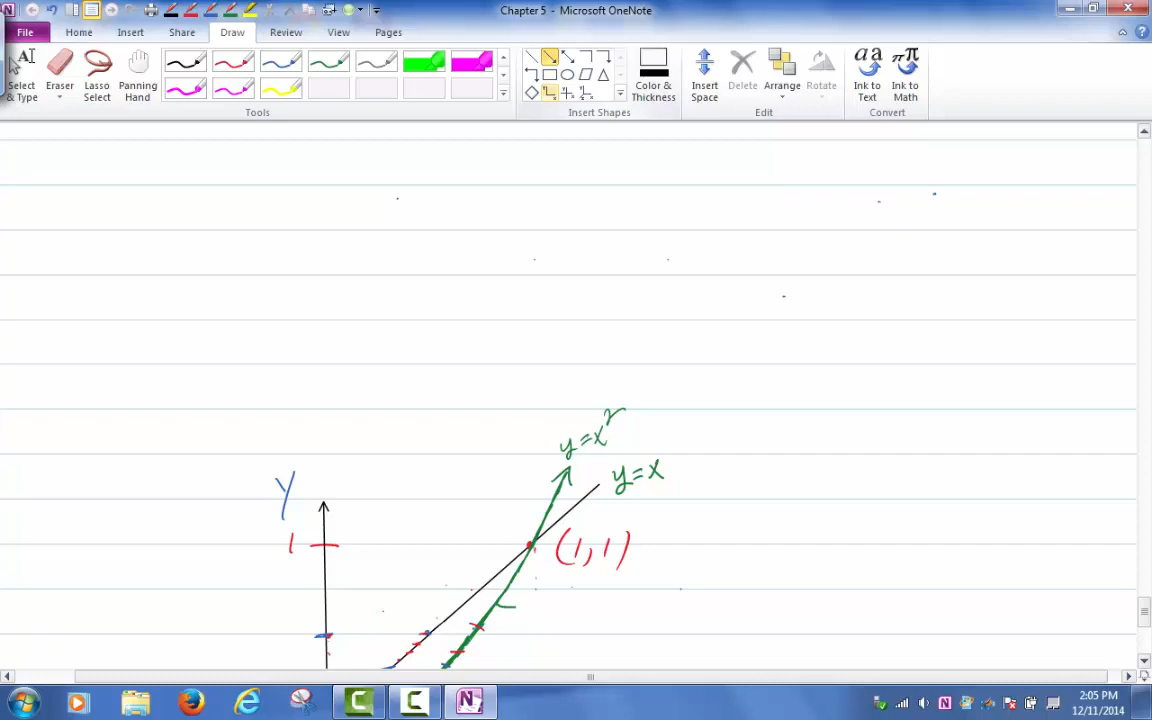 Chapter 5 - Microsoft OneNote
File Home Insert Share Draw Review View Pages
Select & Type
Eraser
Lasso Select
Panning Hand
Color & Thickness
Insert Space
Delete
Arrange
Rotate
Ink to Text
Ink to Math
Tools
Insert Shapes
Edit
Convert
y=x²
y=x
Y
1
(1,1)
2:05 PM
12/11/2014